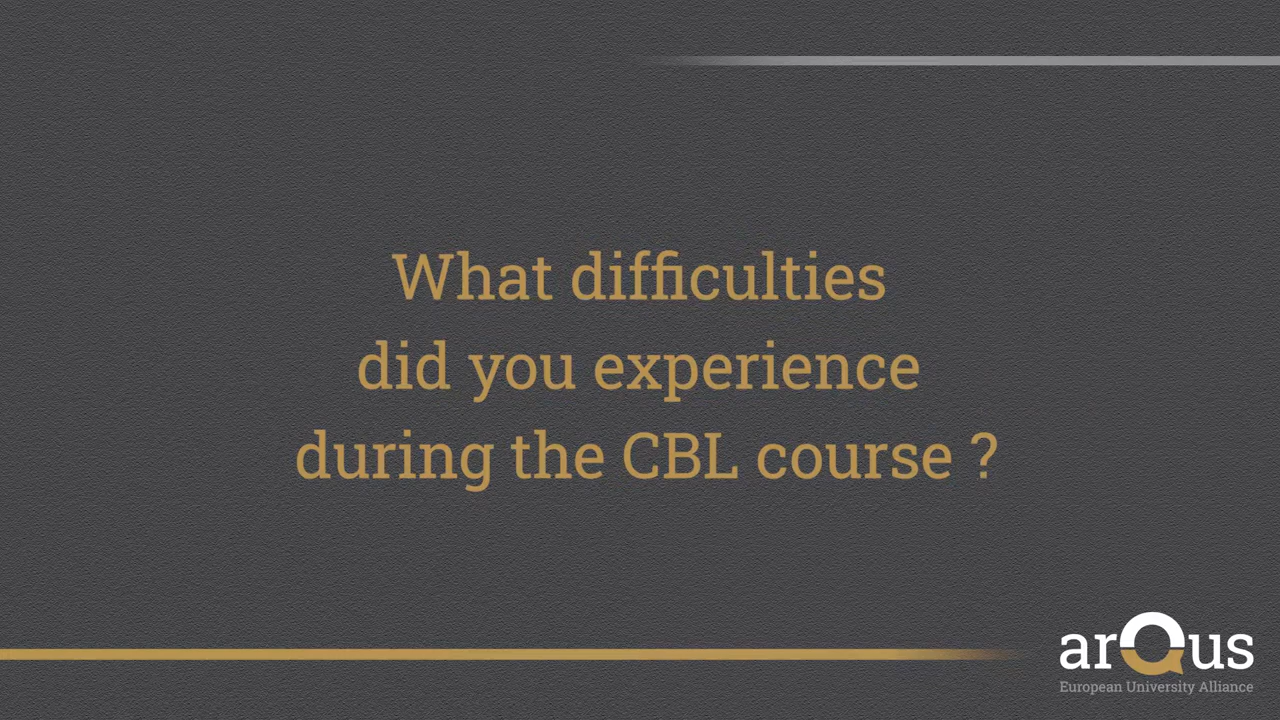 What difficulties
did you experience
during the CBL course ?
arQus
European University Alliance